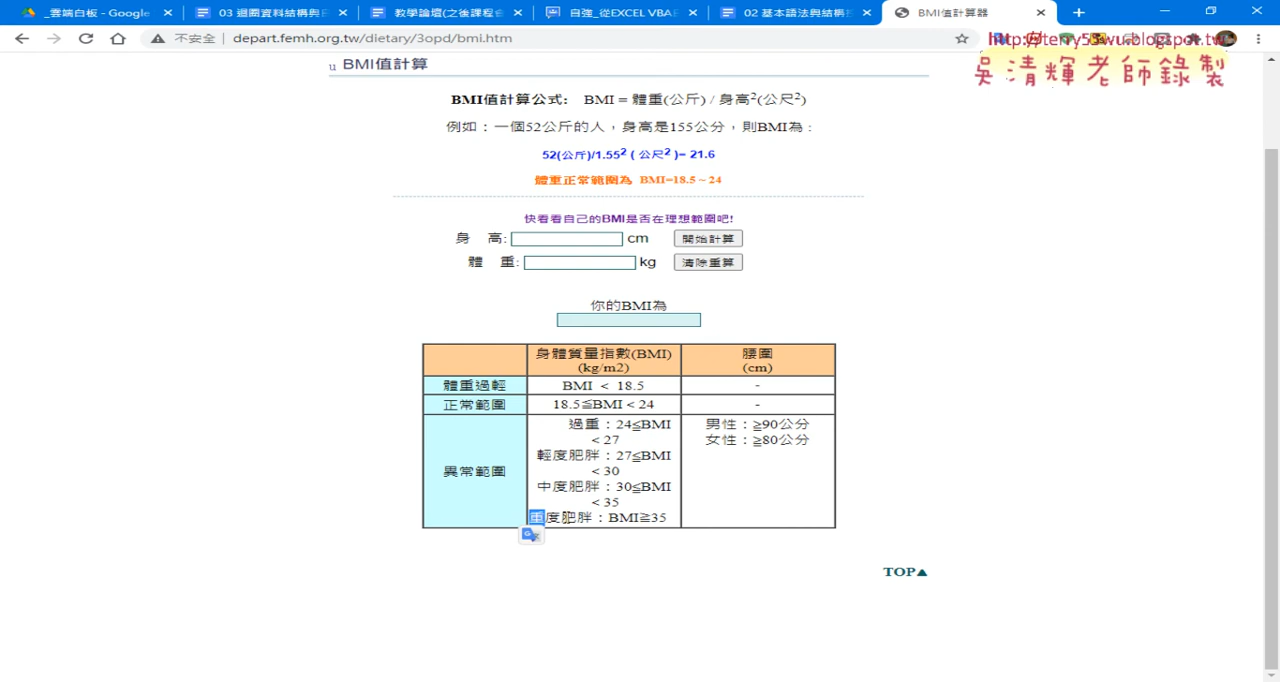 _雲端白板 - Google
03 迴圈資料結構與
教學論壇(之後課程
自強_從EXCEL VBA
02 基本語法與結構
BMI值計算器
不安全 | depart.femh.org.tw/dietary/3opd/bmi.htm
http://terry55wu.blogspot.tw
吳清輝老師錄製
u BMI值計算
BMI值計算公式: BMI = 體重(公斤) / 身高²(公尺²)
例如：一個52公斤的人，身高是155公分，則BMI為 :
52(公斤)/1.55² ( 公尺² )= 21.6
體重正常範圍為 BMI=18.5 ~ 24
快看看自己的BMI是否在理想範圍吧!
身 高: cm 開始計算
體 重: kg 清除重算
你的BMI為
身體質量指數(BMI) (kg/m2)
腰圍 (cm)
體重過輕 BMI ＜ 18.5 -
正常範圍 18.5≦BMI＜24 -
異常範圍
過重：24≦BMI
＜27
輕度肥胖：27≦BMI
＜30
中度肥胖：30≦BMI
＜35
重度肥胖：BMI≧35
男性：≧90公分
女性：≧80公分
TOP▲